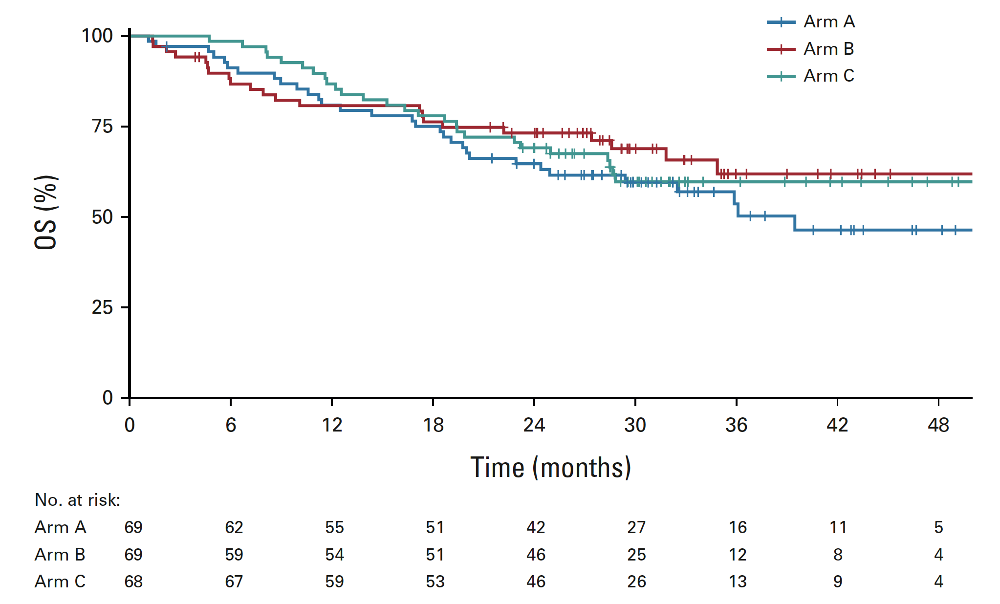 Arm A
Arm B
Arm C
100
75
50
25
0
OS (%)
0 6 12 18 24 30 36 42 48
Time (months)
No. at risk:
Arm A 69 62 55 51 42 27 16 11 5
Arm B 69 59 54 51 46 25 12 8 4
Arm C 68 67 59 53 46 26 13 9 4